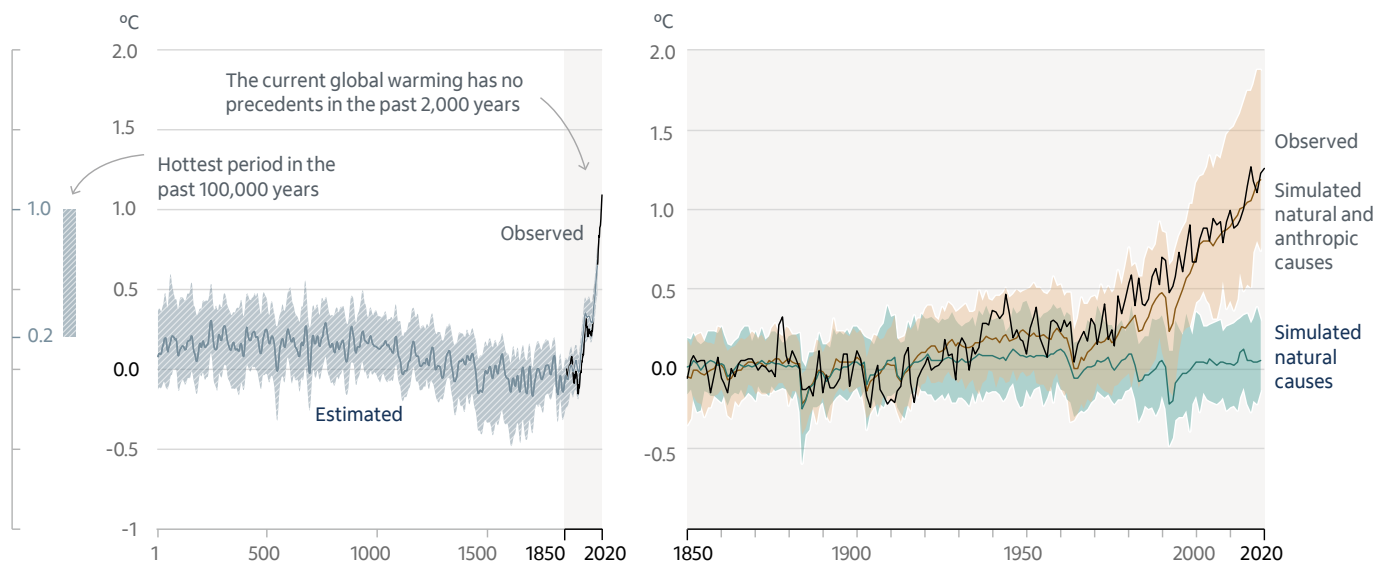 ºC
2.0
1.5
1.0
0.5
0.0
-0.5
-1
1.0
0.2
The current global warming has no
precedents in the past 2,000 years
Hottest period in the
past 100,000 years
Observed
Estimated
1
500
1000
1500
1850
2020
ºC
2.0
1.5
1.0
0.5
0.0
-0.5
1850
1900
1950
2000
2020
Observed
Simulated
natural and
anthropic
causes
Simulated
natural
causes